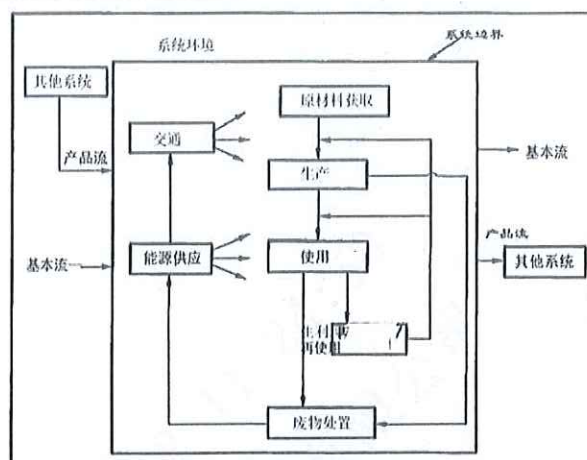 系统环境
系统边界
其他系统
原材料获取
交通
产品流
基本流
生产
产品流
其他系统
基本流
能源供应
使用
再使用
废物处置